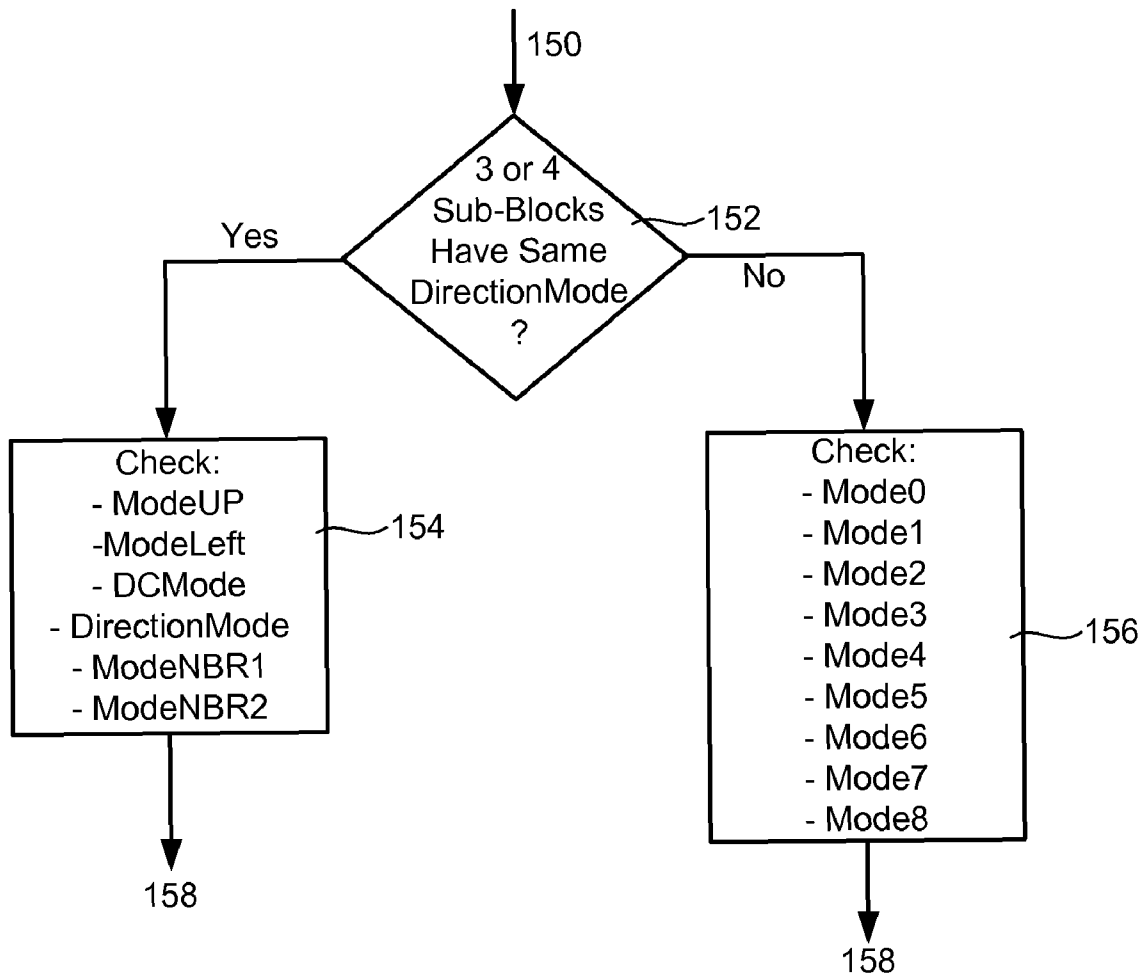 150
3 or 4
Sub-Blocks
Have Same
DirectionMode
?
152
Yes
No
Check:
- ModeUP
-ModeLeft
- DCMode
- DirectionMode
- ModeNBR1
- ModeNBR2
154
158
Check:
- Mode0
- Mode1
- Mode2
- Mode3
- Mode4
- Mode5
- Mode6
- Mode7
- Mode8
156
158